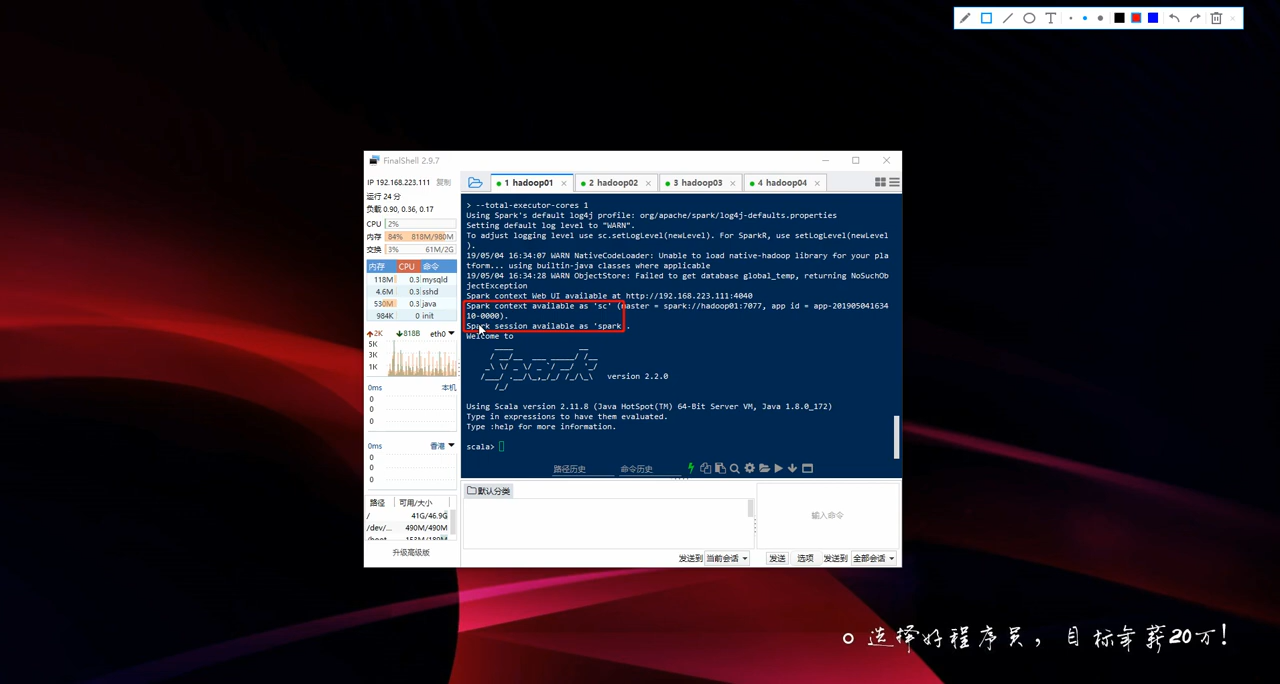 FinalShell 2.9.7
IP 192.168.223.111 复制
运行 24 分
负载 0.90, 0.36, 0.17
CPU 2%
内存 84% 818M/980M
交换 3% 61M/2G
内存 CPU 命令
118M 0.3 mysqld
4.6M 0.3 sshd
530M 0.3 java
984K 0 init
2K 818B eth0
5K
3K
1K
0ms 本机
0
0
0
0ms 香港
0
0
0
路径 可用/大小
/ 41G/46.9G
/dev/... 490M/490M
/boot 153M/189M
升级高级版
1 hadoop01
2 hadoop02
3 hadoop03
4 hadoop04
> --total-executor-cores 1
Using Spark's default log4j profile: org/apache/spark/log4j-defaults.properties
Setting default log level to "WARN".
To adjust logging level use sc.setLogLevel(newLevel). For SparkR, use setLogLevel(newLevel
).
19/05/04 16:34:07 WARN NativeCodeLoader: Unable to load native-hadoop library for your pla
tform... using builtin-java classes where applicable
19/05/04 16:34:28 WARN ObjectStore: Failed to get database global_temp, returning NoSuchOb
jectException
Spark context Web UI available at http://192.168.223.111:4040
Spark context available as 'sc' (master = spark://hadoop01:7077, app id = app-201905041634
10-0000).
Spark session available as 'spark'.
Welcome to
version 2.2.0
Using Scala version 2.11.8 (Java HotSpot(TM) 64-Bit Server VM, Java 1.8.0_172)
Type in expressions to have them evaluated.
Type :help for more information.
scala>
路径历史 命令历史
默认分类
输入命令
发送到 当前会话 发送 选项 发送到 全部会话
选择好程序员，目标年薪20万！